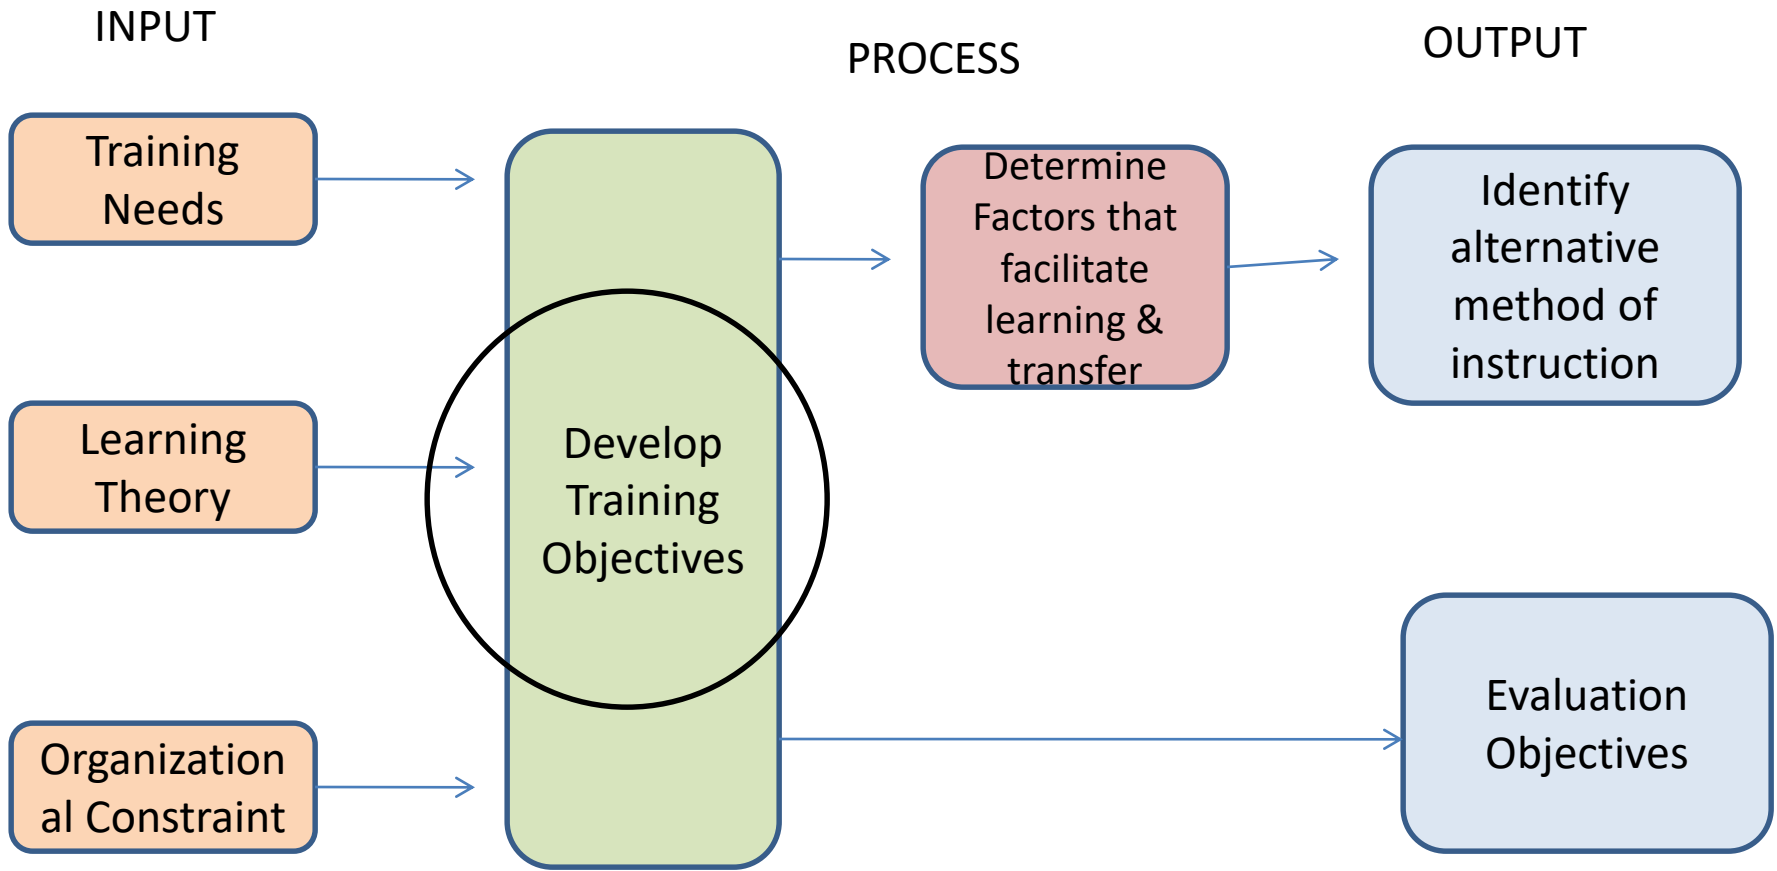 INPUT
PROCESS
OUTPUT
Training
Needs
Learning
Theory
Organization
al Constraint
Develop
Training
Objectives
Determine
Factors that
facilitate
learning &
transfer
Identify
alternative
method of
instruction
Evaluation
Objectives